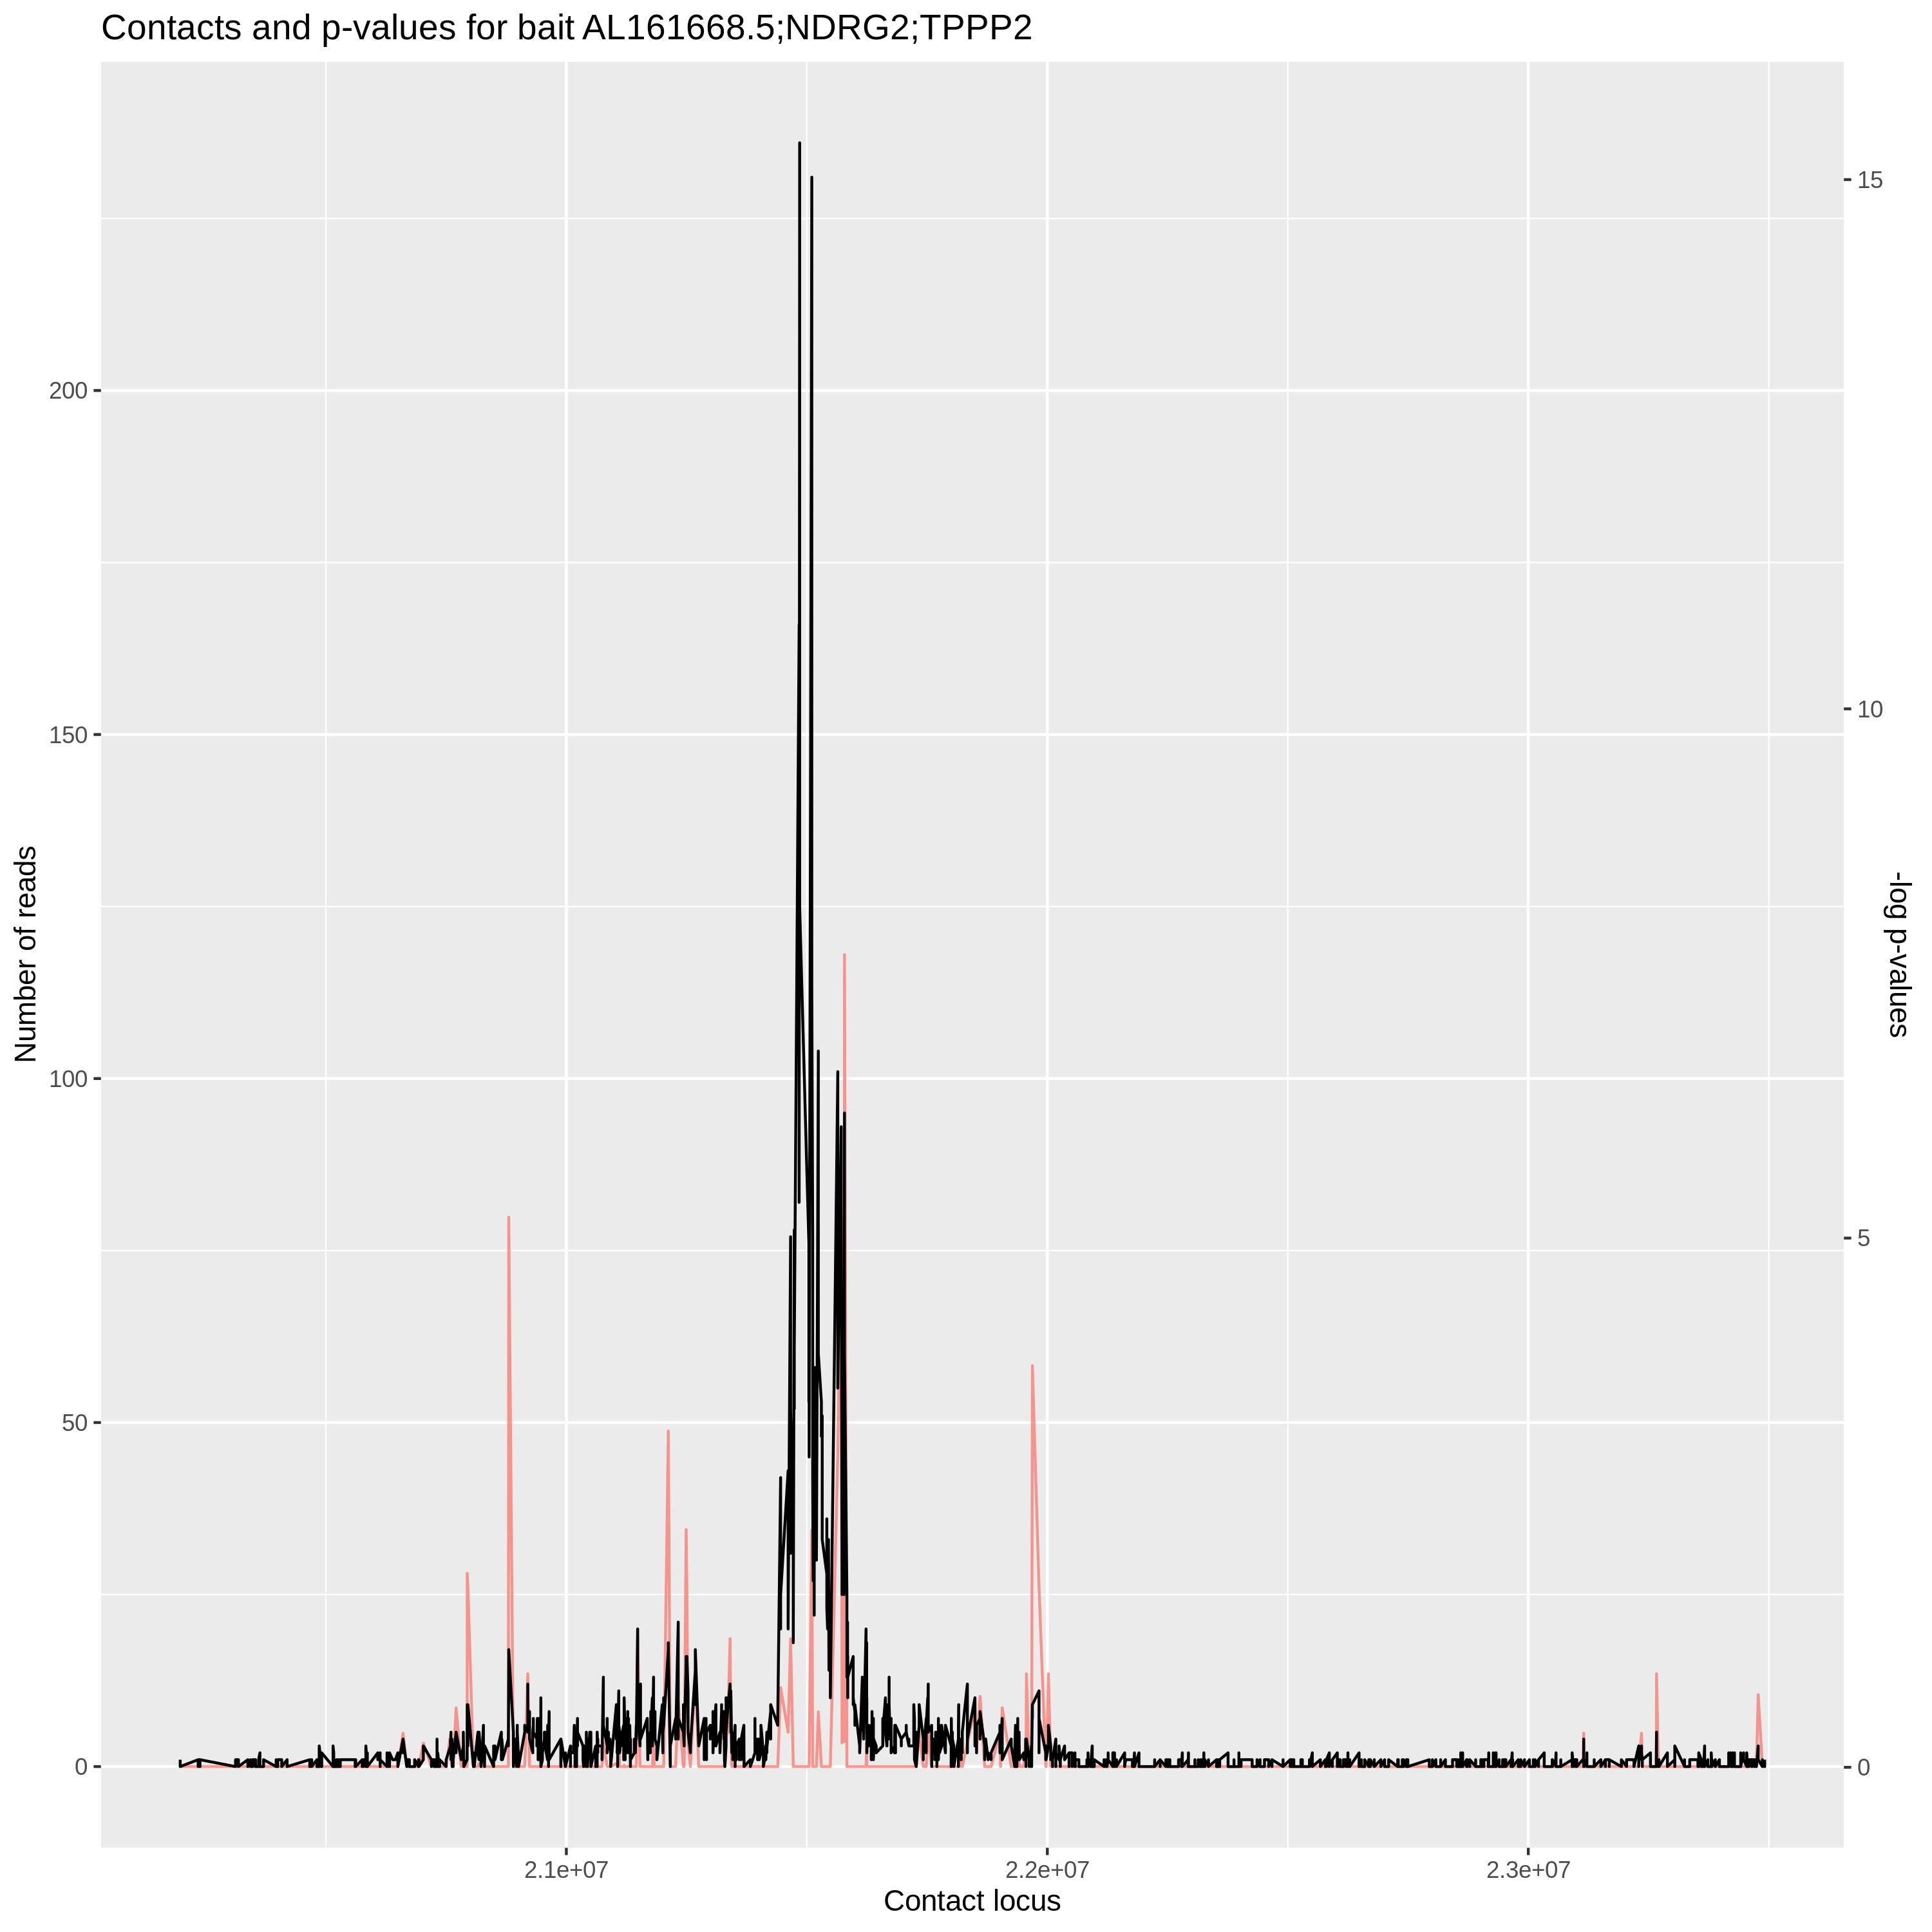 Contacts and p-values for bait AL161668.5;NDRG2;TPPP2
200
150
100
50
0
Number of reads
15
10
5
0
-log p-values
2.1e+07
2.2e+07
2.3e+07
Contact locus